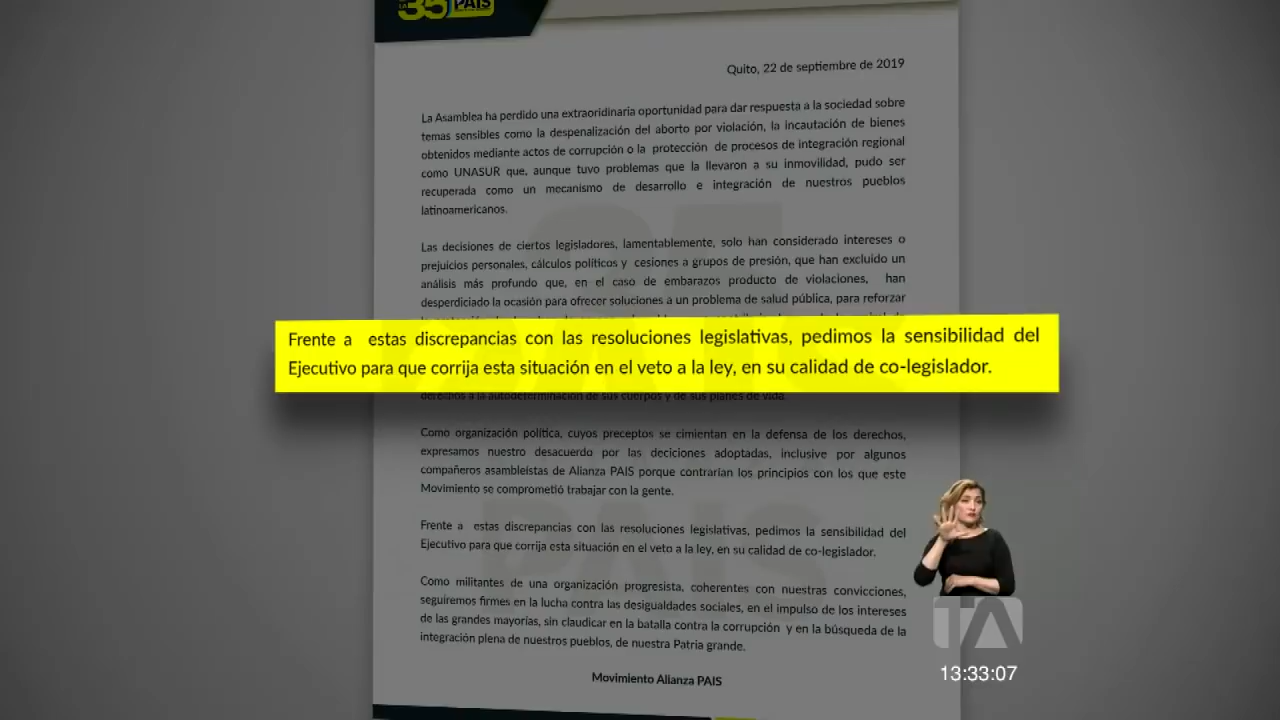 LA 35 PAIS
Quito, 22 de septiembre de 2019
La Asamblea ha perdido una extraoridinaria oportunidad para dar respuesta a la sociedad sobre
temas sensibles como la despenalización del aborto por violación, la incautación de bienes
obtenidos mediante actos de corrupción o la protección de procesos de integración regional
como UNASUR que, aunque tuvo problemas que la llevaron a su inmovilidad, pudo ser
recuperada como un mecanismo de desarrollo e integración de nuestros pueblos
latinoamericanos.
Las decisiones de ciertos legisladores, lamentablemente, solo han considerado intereses o
prejuicios personales, cálculos políticos y cesiones a grupos de presión, que han excluido un
análisis más profundo que, en el caso de embarazos producto de violaciones, han
desperdiciado la ocasión para ofrecer soluciones a un problema de salud pública, para reforzar
Frente a estas discrepancias con las resoluciones legislativas, pedimos la sensibilidad del
Ejecutivo para que corrija esta situación en el veto a la ley, en su calidad de co-legislador.
derechos a la autodeterminación de sus cuerpos y de sus planes de vida.
Como organización política, cuyos preceptos se cimientan en la defensa de los derechos,
expresamos nuestro desacuerdo por las decisiones adoptadas, inclusive por algunos
compañeros asambleístas de Alianza PAIS porque contrarían los principios con los que este
Movimiento se comprometió trabajar con la gente.
Frente a estas discrepancias con las resoluciones legislativas, pedimos la sensibilidad del
Ejecutivo para que corrija esta situación en el veto a la ley, en su calidad de co-legislador.
Como militantes de una organización progresista, coherentes con nuestras convicciones,
seguiremos firmes en la lucha contra las desigualdades sociales, en el impulso de los intereses
de las grandes mayorías, sin claudicar en la batalla contra la corrupción y en la búsqueda de la
integración plena de nuestros pueblos, de nuestra Patria grande.
Movimiento Alianza PAIS
TA
13:33:07